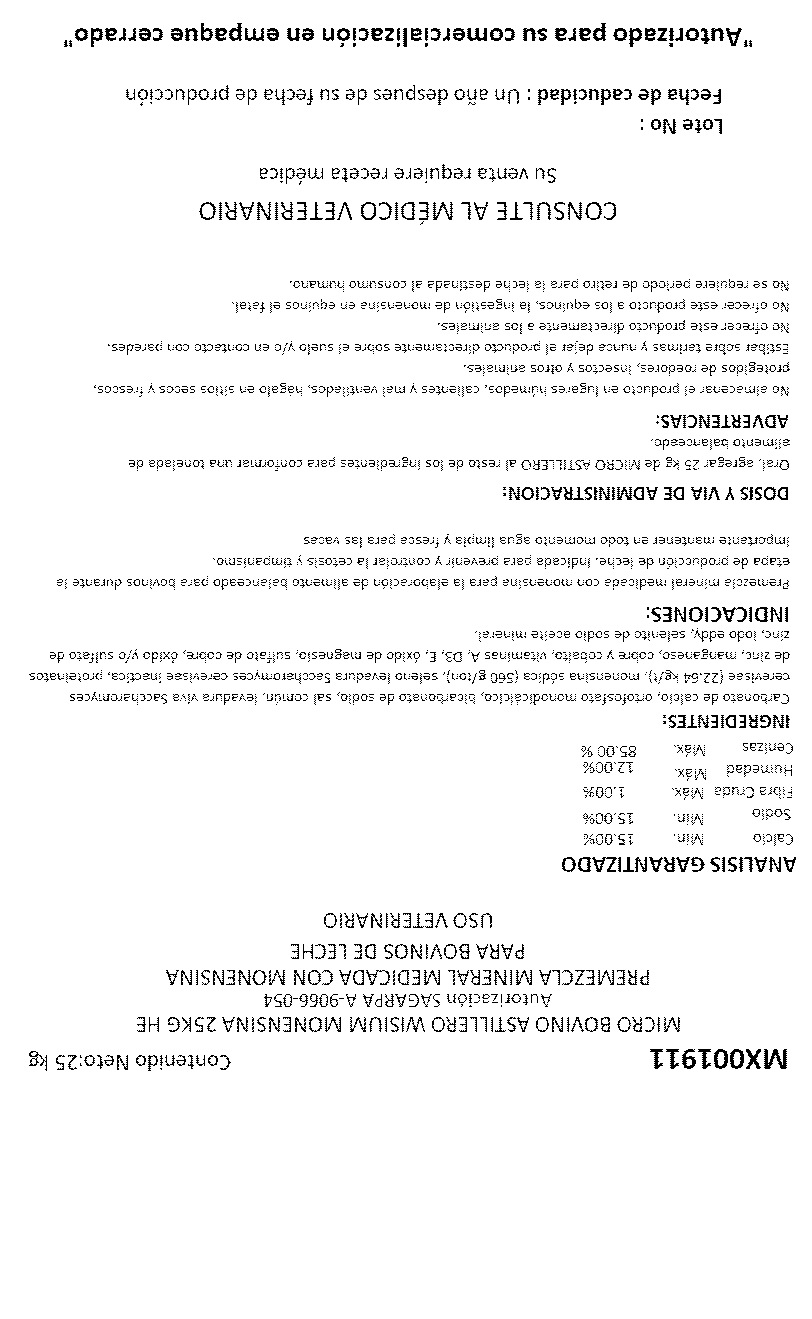 MX001911 Contenido Neto:25 kg
MICRO BOVINO ASTILLERO WISIUM MONENSINA 25KG HE
Autorización SAGARPA A-9066-054
PREMEZCLA MINERAL MEDICADA CON MONENSINA
PARA BOVINOS DE LECHE
USO VETERINARIO
ANALISIS GARANTIZADO
Calcio Min. 15.00%
Sodio Min. 15.00%
Fibra Cruda Máx. 1.00%
Humedad Máx. 12.00%
Cenizas Máx. 85.00 %
INGREDIENTES:
Carbonato de calcio, ortofosfato monodicálcico, bicarbonato de sodio, sal común, levadura viva Saccharomyces
cerevisae (22.64 kg/t), monensina sódica (560 g/ton), seleno levadura Saccharomyces cerevisae inactica, proteinatos
de zinc, manganeso, cobre y cobalto, vitaminas A, D3, E, óxido de magnesio, sulfato de cobre, óxido y/o sulfato de
zinc, Iodo eddy, selenito de sodio aceite mineral.
INDICACIONES:
Premezcla mineral medicada con monensina para la elaboración de alimento balanceado para bovinos durante la
etapa de producción de leche. Indicada para prevenir y controlar la cetosis y timpanismo.
Importante mantener en todo momento agua limpia y fresca para las vacas
DOSIS Y VIA DE ADMINISTRACION:
Oral, agregar 25 kg de MICRO ASTILLERO al resto de los ingredientes para conformar una tonelada de
alimento balanceado.
ADVERTENCIAS:
No almacenar el producto en lugares húmedos, calientes y mal ventilados, hágalo en sitios secos y frescos,
protegidos de roedores, insectos y otros animales.
Estibar sobre tarimas y nunca dejar el producto directamente sobre el suelo y/o en contacto con paredes.
No ofrecer este producto directamente a los animales.
No ofrecer este producto a los equinos, la ingestión de monensina en equinos el fatal.
No se requiere periodo de retiro para la leche destinada al consumo humano.
CONSULTE AL MÉDICO VETERINARIO
Su venta requiere receta médica
Lote No :
Fecha de caducidad : Un año despues de su fecha de producción
"Autorizado para su comercialización en empaque cerrado"